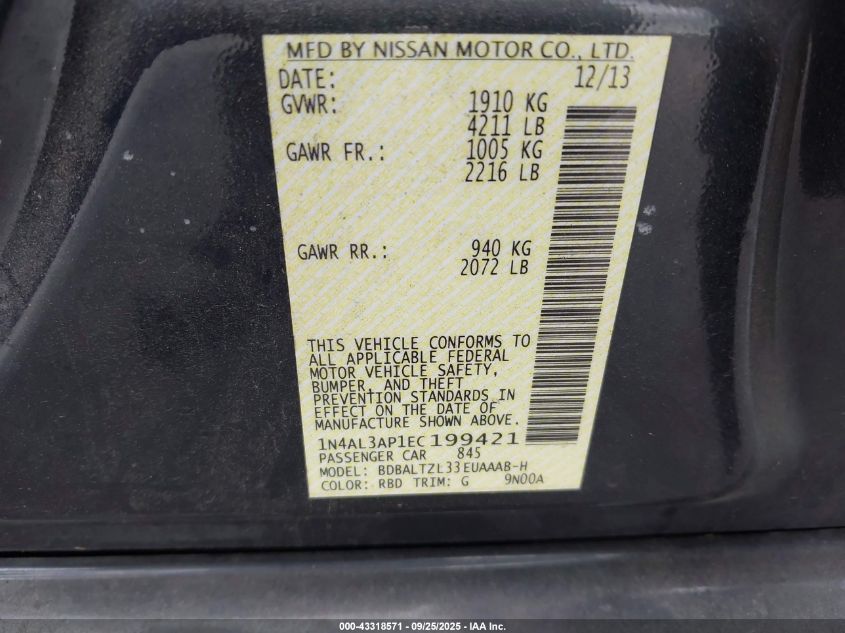 MFD BY NISSAN MOTOR CO., LTD.
DATE: 12/13
GVWR: 1910 KG
4211 LB
GAWR FR.: 1005 KG
2216 LB
GAWR RR.: 940 KG
2072 LB
THIS VEHICLE CONFORMS TO
ALL APPLICABLE FEDERAL
MOTOR VEHICLE SAFETY,
BUMPER, AND THEFT
PREVENTION STANDARDS IN
EFFECT ON THE DATE OF
MANUFACTURE SHOWN ABOVE.
1N4AL3AP1EC199421
PASSENGER CAR 845
MODEL: BDBALTZL33EUAAAB-H
COLOR: RBD TRIM: G 9N00A
000-43318571 - 09/25/2025 - IAA Inc.